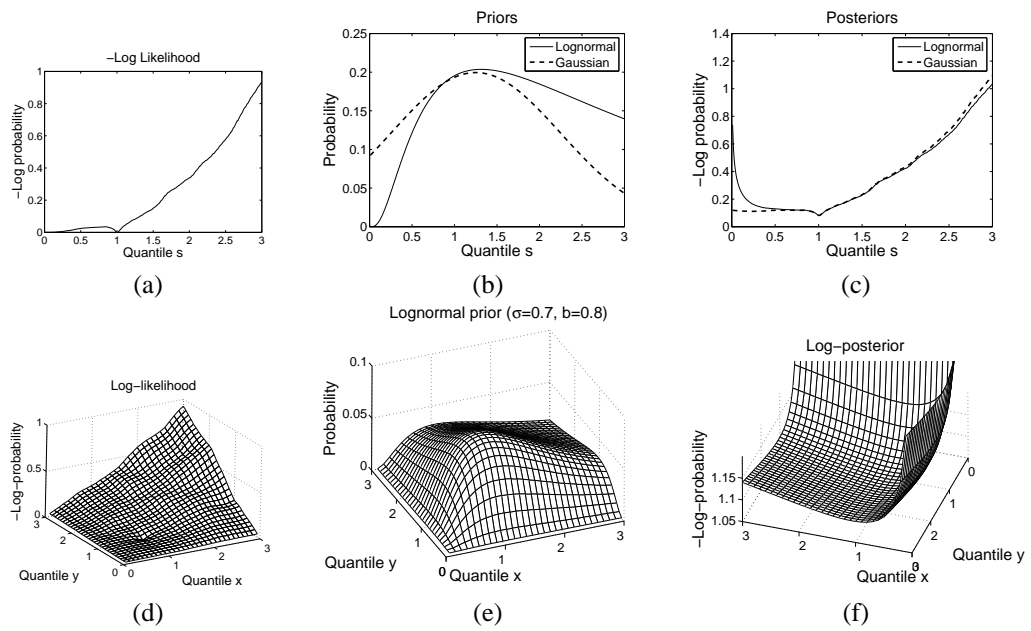 −Log Likelihood
1
0.8
0.6
0.4
0.2
0
−Log probability
0 0.5 1 1.5 2 2.5 3
Quantile s
(a)
Priors
0.25
0.2
0.15
0.1
0.05
0
Probability
Lognormal
Gaussian
0 0.5 1 1.5 2 2.5 3
Quantile s
(b)
Posteriors
1.4
1.2
1
0.8
0.6
0.4
0.2
0
−Log probability
Lognormal
Gaussian
0 0.5 1 1.5 2 2.5 3
Quantile s
(c)
Log−likelihood
1
0.5
0
−Log−probability
3
2
1
0
Quantile y
0
1
2
3
Quantile x
(d)
Lognormal prior (σ=0.7, b=0.8)
0.1
0.05
0
Probability
3
2
1
0
Quantile y
0
1
2
3
Quantile x
(e)
Log−posterior
1.15
1.1
1.05
−Log−probability
3
2
1
Quantile x
0
1
2
Quantile y
(f)